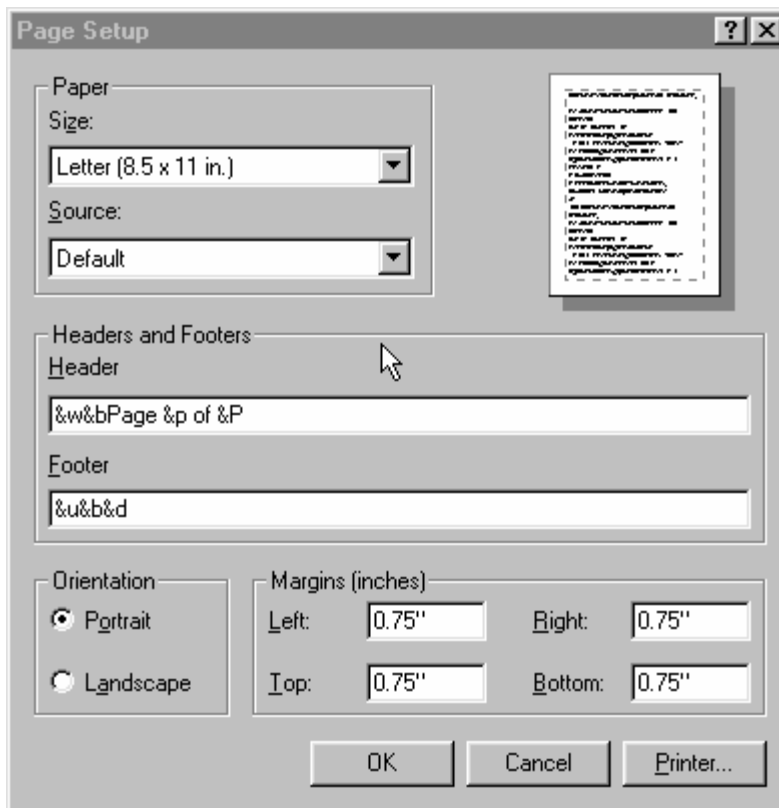 Page Setup
Paper
Size:
Letter (8.5 x 11 in.)
Source:
Default
Headers and Footers
Header
&w&bPage &p of &P
Footer
&u&b&d
Orientation
Portrait
Landscape
Margins (inches)
Left: 0.75" Right: 0.75"
Top: 0.75" Bottom: 0.75"
OK Cancel Printer...